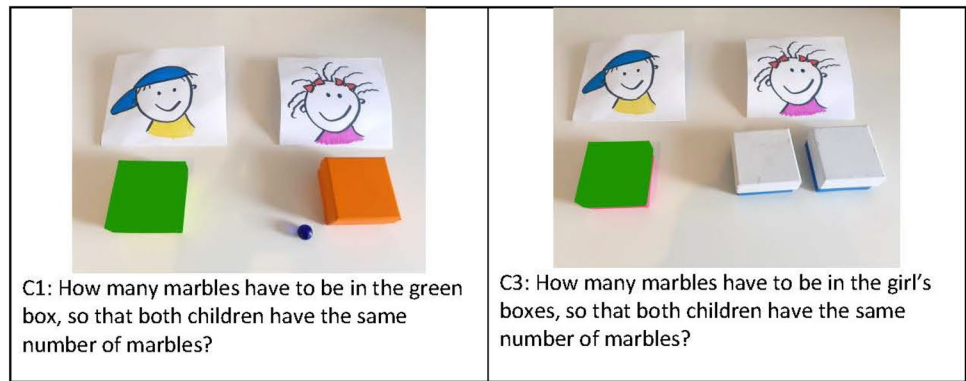 C1: How many marbles have to be in the green
box, so that both children have the same
number of marbles?
C3: How many marbles have to be in the girl’s
boxes, so that both children have the same
number of marbles?